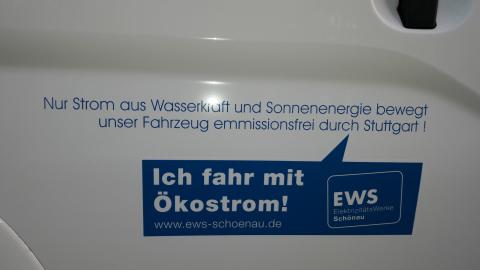 Nur Strom aus Wasserkraft und Sonnenenergie bewegt
unser Fahrzeug emmissionsfrei durch Stuttgart !
Ich fahr mit
Ökostrom!
www.ews-schoenau.de
EWS
ElektrizitätsWerke
Schönau